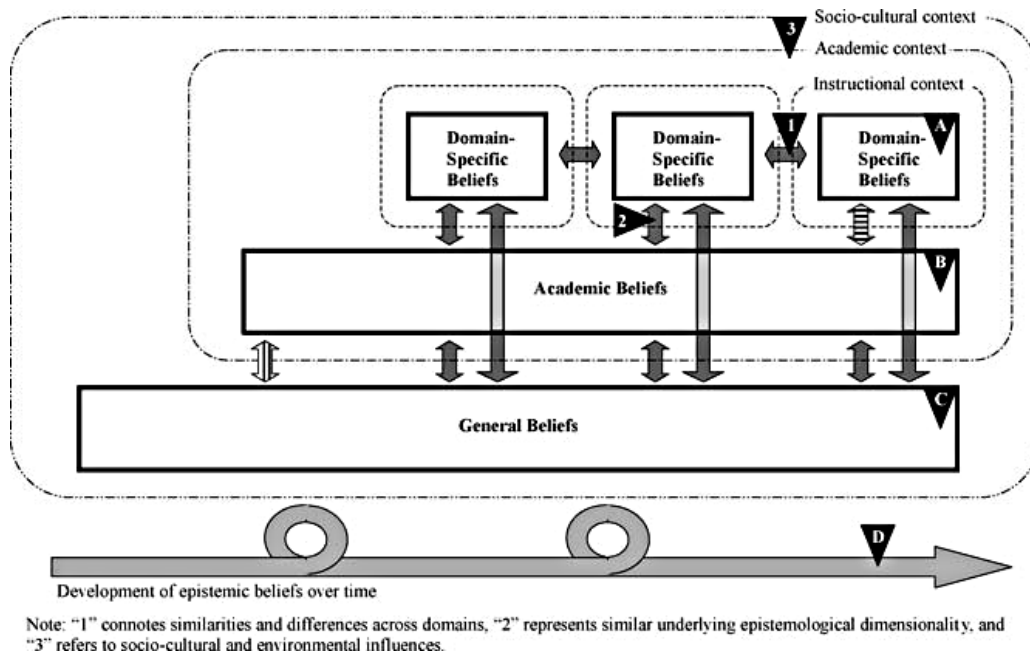 Socio-cultural context
3
Academic context
Instructional context
Domain-
Specific
Beliefs
Domain-
Specific
Beliefs
1
Domain-
Specific
Beliefs
A
2
Academic Beliefs
B
General Beliefs
C
D
Development of epistemic beliefs over time
Note: “1” connotes similarities and differences across domains, “2” represents similar underlying epistemological dimensionality, and
“3” refers to socio-cultural and environmental influences.